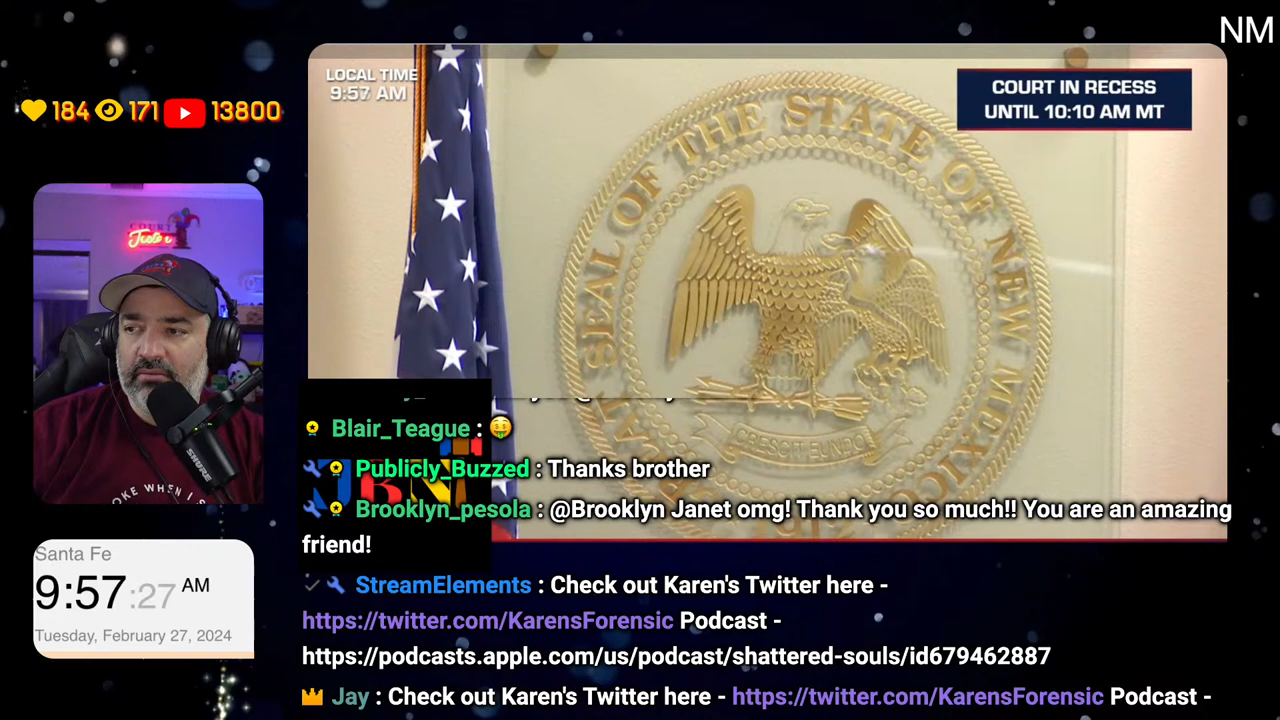 NM
LOCAL TIME
9:57 AM
COURT IN RECESS
UNTIL 10:10 AM MT
184 171 13800
SEAL OF THE STATE OF NEW MEXICO
CRESCIT EUNDO
Blair_Teague : 🤑
Publicly_Buzzed : Thanks brother
Brooklyn_pesola : @Brooklyn Janet omg! Thank you so much!! You are an amazing
friend!
StreamElements : Check out Karen's Twitter here -
https://twitter.com/KarensForensic Podcast -
https://podcasts.apple.com/us/podcast/shattered-souls/id679462887
Jay : Check out Karen's Twitter here - https://twitter.com/KarensForensic Podcast -
SHURE
OKE WHEN I S
Santa Fe
9:57:27 AM
Tuesday, February 27, 2024